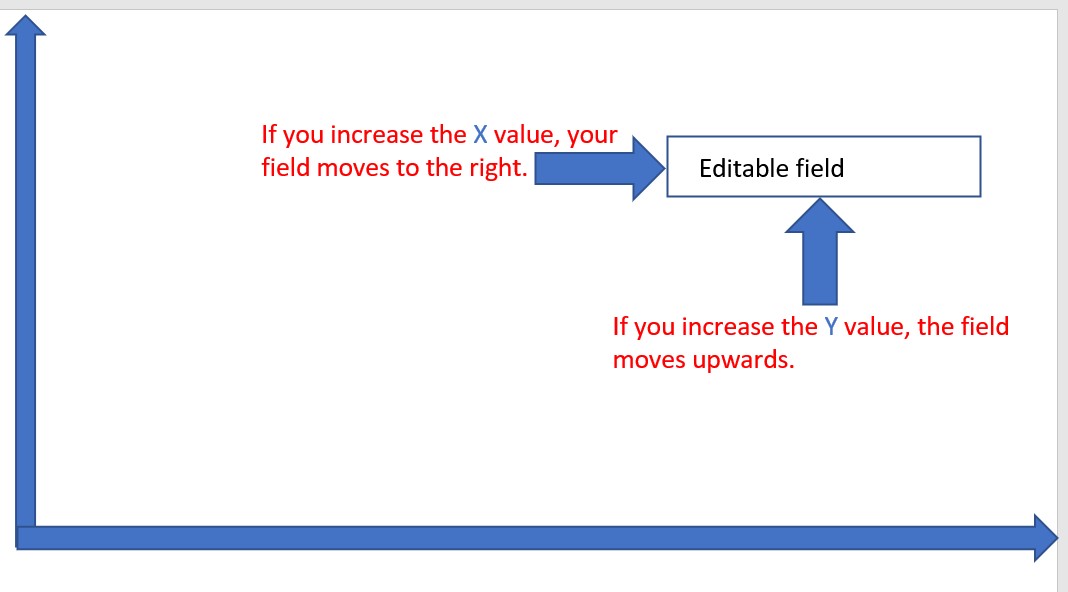 If you increase the X value, your
field moves to the right.
Editable field
If you increase the Y value, the field
moves upwards.